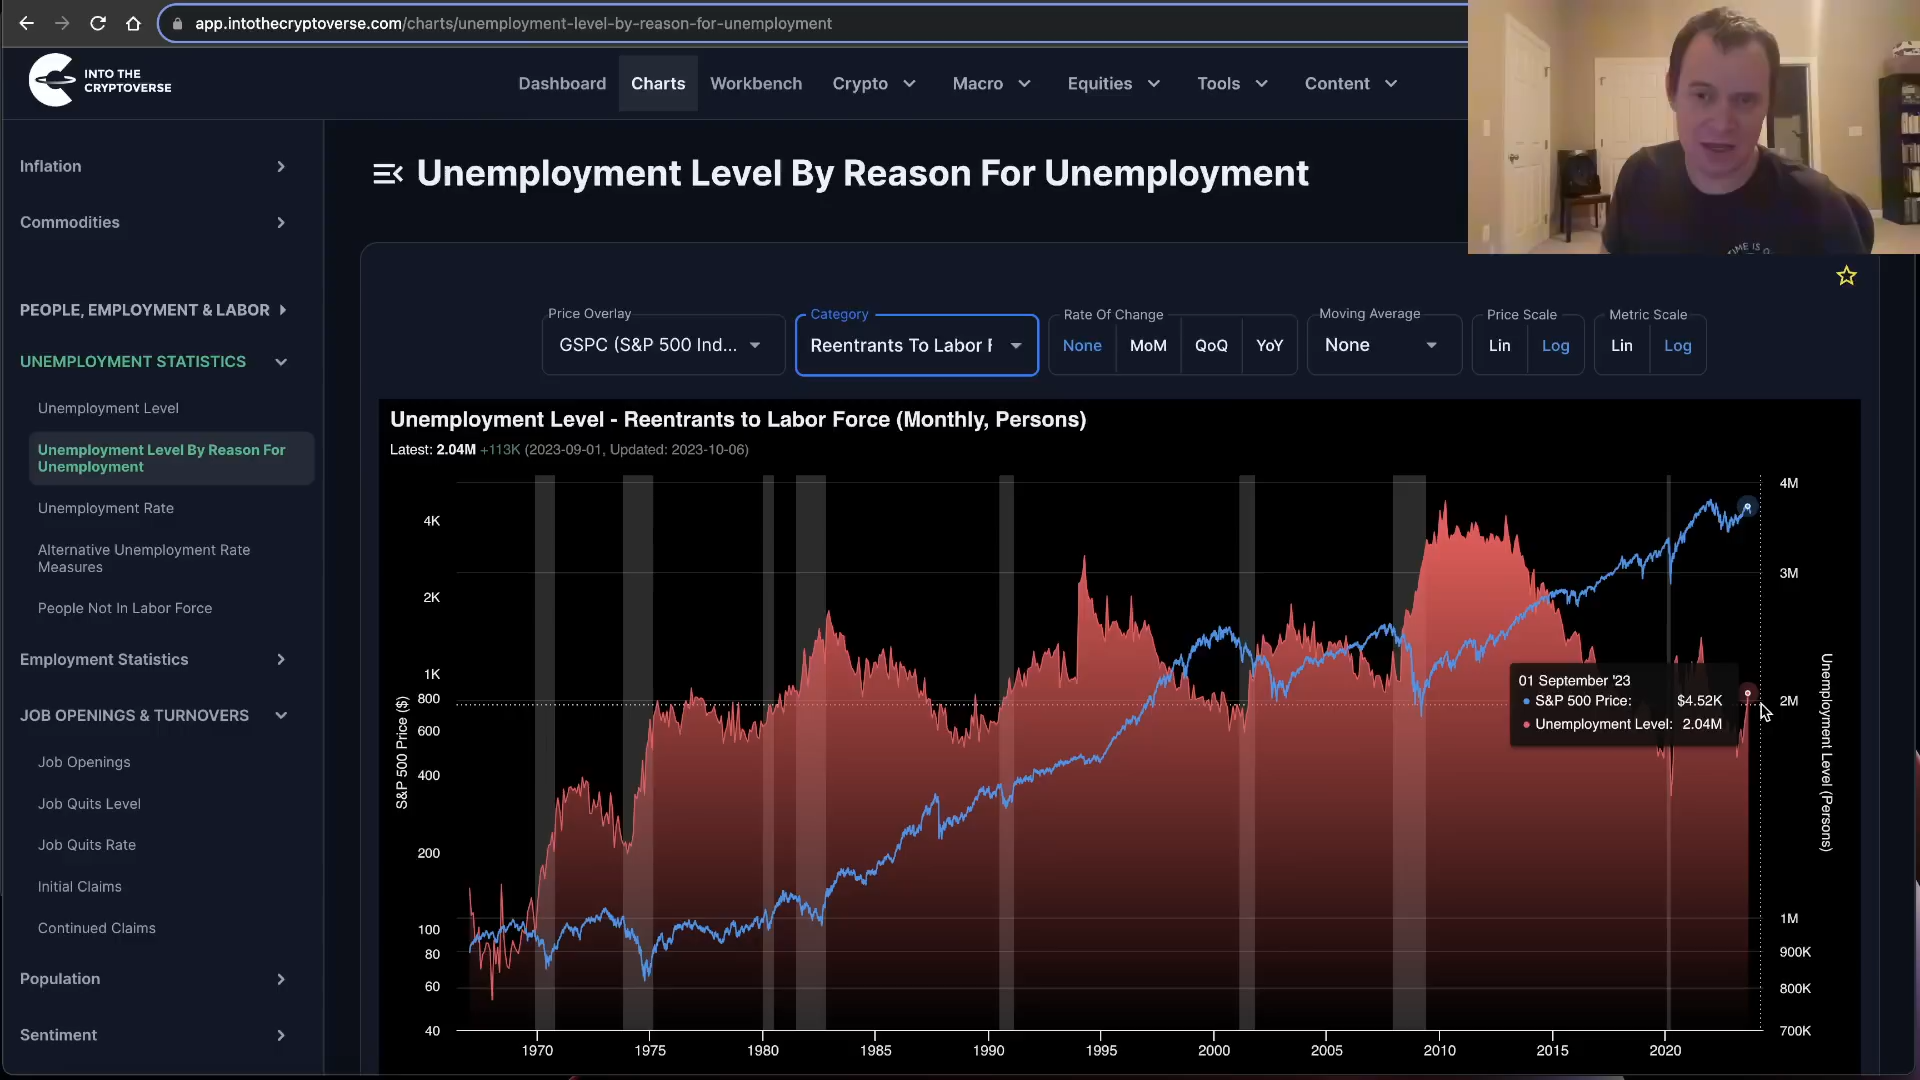 app.intothecryptoverse.com/charts/unemployment-level-by-reason-for-unemployment
INTO THE
CRYPTOVERSE
Dashboard
Charts
Workbench
Crypto
Macro
Equities
Tools
Content
TIME IS
Inflation
Commodities
PEOPLE, EMPLOYMENT & LABOR
UNEMPLOYMENT STATISTICS
Unemployment Level
Unemployment Level By Reason For
Unemployment
Unemployment Rate
Alternative Unemployment Rate
Measures
People Not In Labor Force
Employment Statistics
JOB OPENINGS & TURNOVERS
Job Openings
Job Quits Level
Job Quits Rate
Initial Claims
Continued Claims
Population
Sentiment
Unemployment Level By Reason For Unemployment
Price Overlay
GSPC (S&P 500 Ind...
Category
Reentrants To Labor F
Rate Of Change
None
MoM
QoQ
YoY
Moving Average
None
Price Scale
Lin
Log
Metric Scale
Lin
Log
Unemployment Level - Reentrants to Labor Force (Monthly, Persons)
Latest: 2.04M +113K (2023-09-01, Updated: 2023-10-06)
4K
2K
1K
800
600
400
200
100
80
60
40
S&P 500 Price ($)
4M
3M
2M
1M
900K
800K
700K
Unemployment Level (Persons)
01 September '23
S&P 500 Price: $4.52K
Unemployment Level: 2.04M
1970
1975
1980
1985
1990
1995
2000
2005
2010
2015
2020